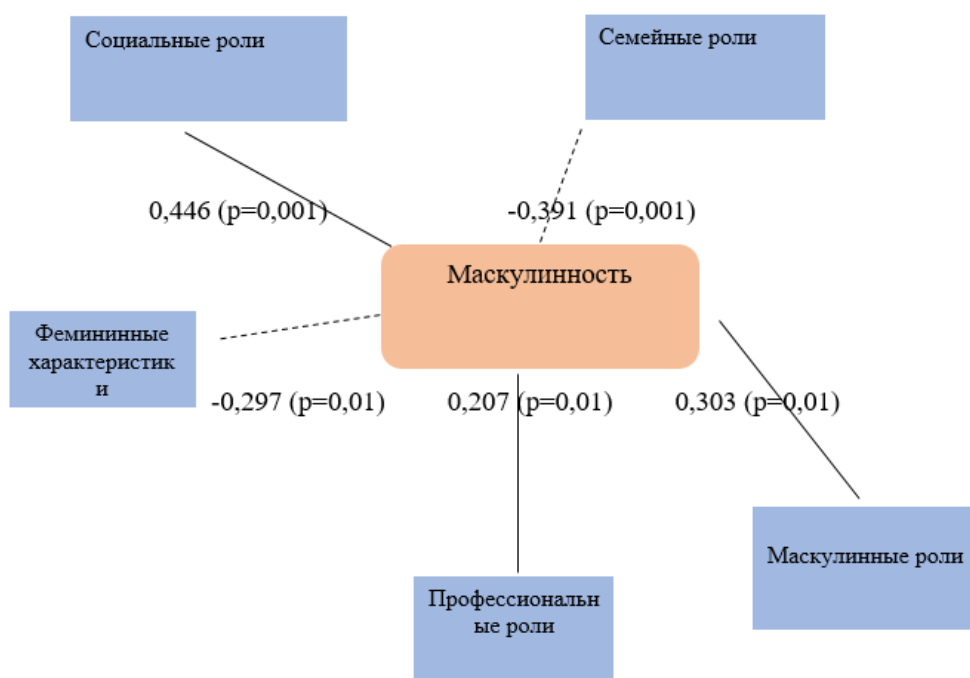 Социальные роли
Семейные роли
0,446 (p=0,001)
-0,391 (p=0,001)
Маскулинность
Фемининные
характеристик
и
-0,297 (p=0,01)
0,207 (p=0,01)
0,303 (p=0,01)
Маскулинные роли
Профессиональн
ые роли